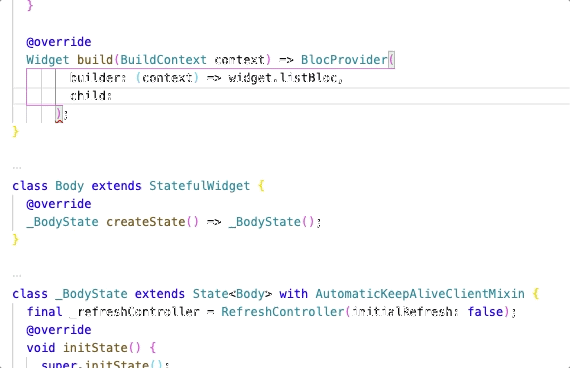 }
@override
Widget build(BuildContext context) => BlocProvider(
builder: (context) => widget.listBloc,
child:
);
}
...
class Body extends StatefulWidget {
@override
_BodyState createState() => _BodyState();
}
...
class _BodyState extends State<Body> with AutomaticKeepAliveClientMixin {
final _refreshController = RefreshController(initialRefresh: false);
@override
void initState() {
super.initState();